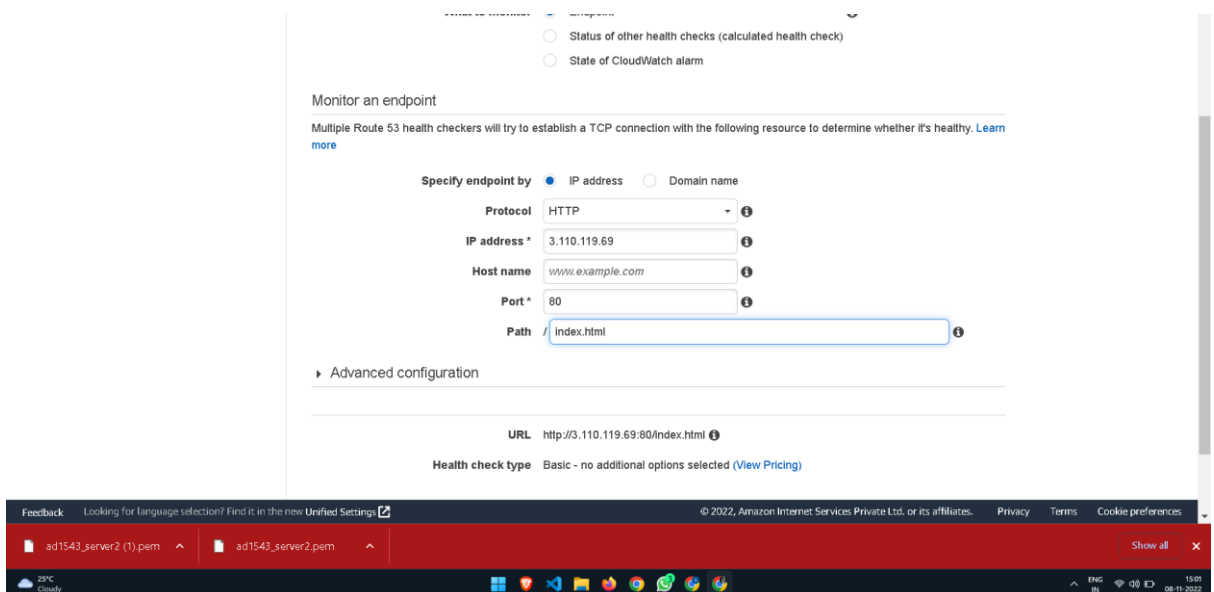 What to monitor Endpoint
Status of other health checks (calculated health check)
State of CloudWatch alarm
Monitor an endpoint
Multiple Route 53 health checkers will try to establish a TCP connection with the following resource to determine whether it's healthy. Learn
more
Specify endpoint by IP address Domain name
Protocol HTTP
IP address * 3.110.119.69
Host name www.example.com
Port * 80
Path / index.html
Advanced configuration
URL http://3.110.119.69:80/index.html
Health check type Basic - no additional options selected (View Pricing)
Feedback Looking for language selection? Find it in the new Unified Settings © 2022, Amazon Internet Services Private Ltd. or its affiliates. Privacy Terms Cookie preferences
ad1543_server2 (1).pem ad1543_server2.pem Show all
25°C ENG 15:01
Cloudy IN 08-11-2022